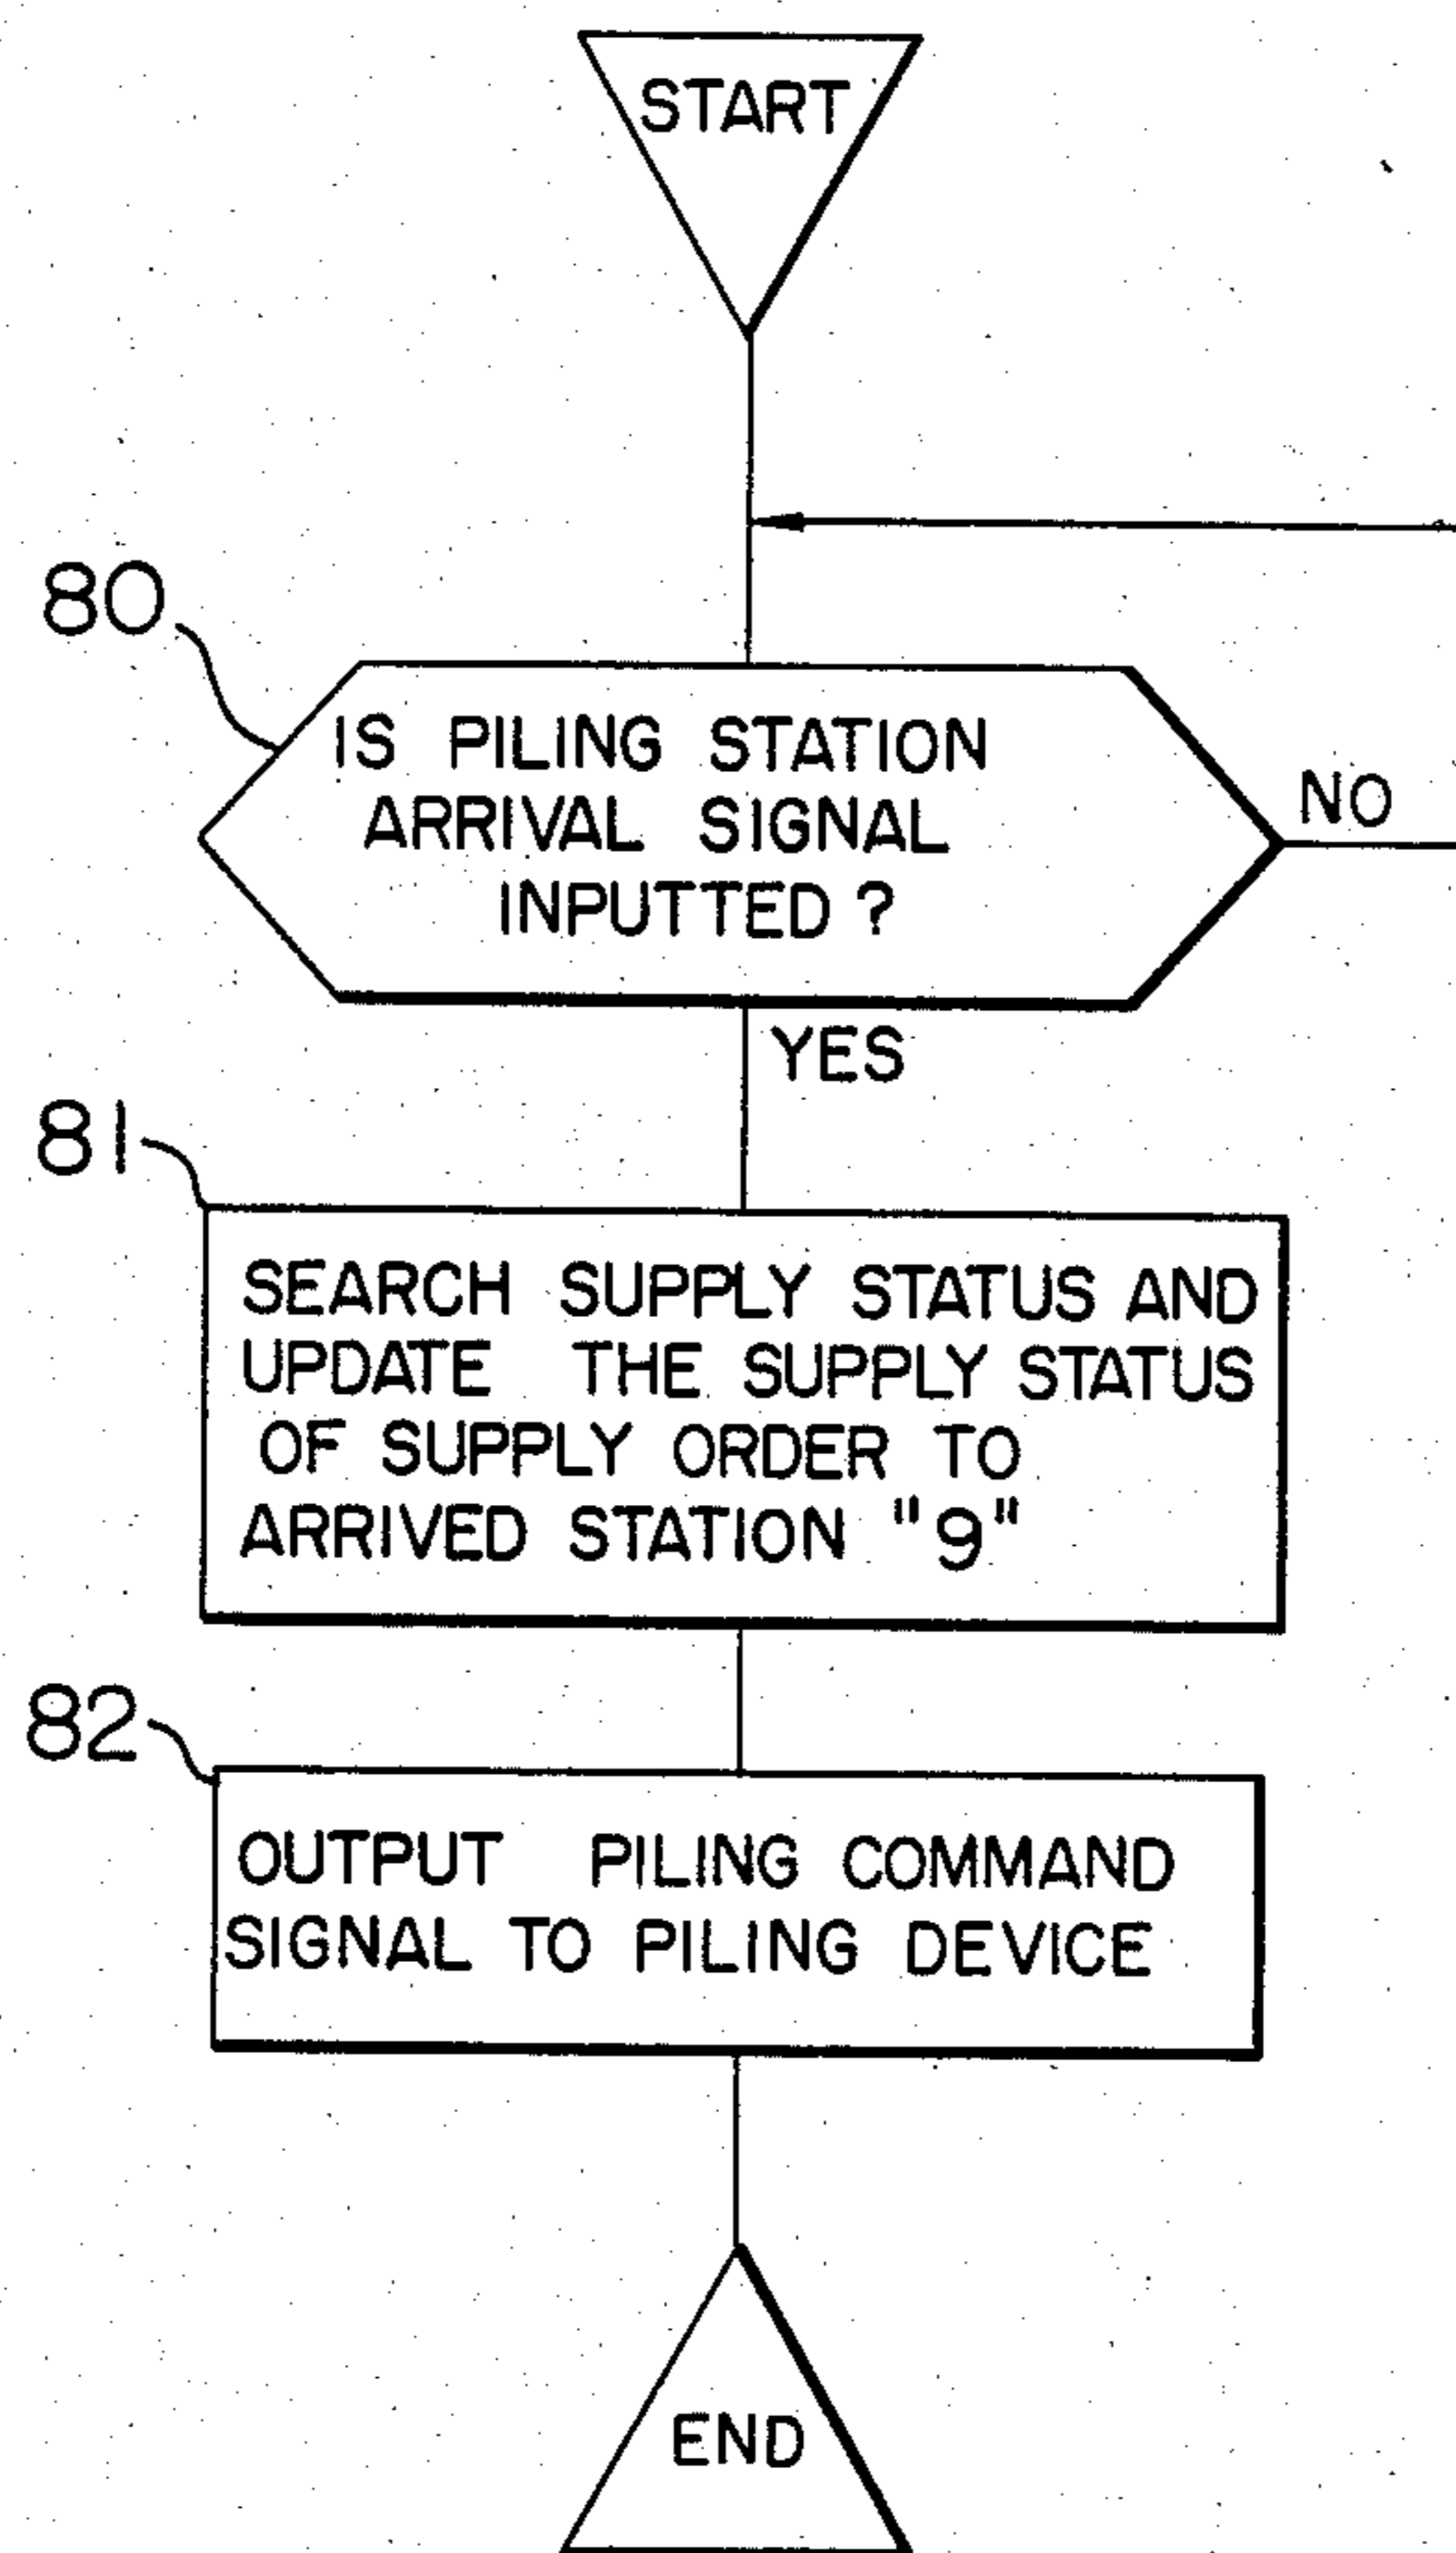 START
80
IS PILING STATION
ARRIVAL SIGNAL
INPUTTED ?
NO
YES
81
SEARCH SUPPLY STATUS AND
UPDATE THE SUPPLY STATUS
OF SUPPLY ORDER TO
ARRIVED STATION "9"
82
OUTPUT PILING COMMAND
SIGNAL TO PILING DEVICE
END